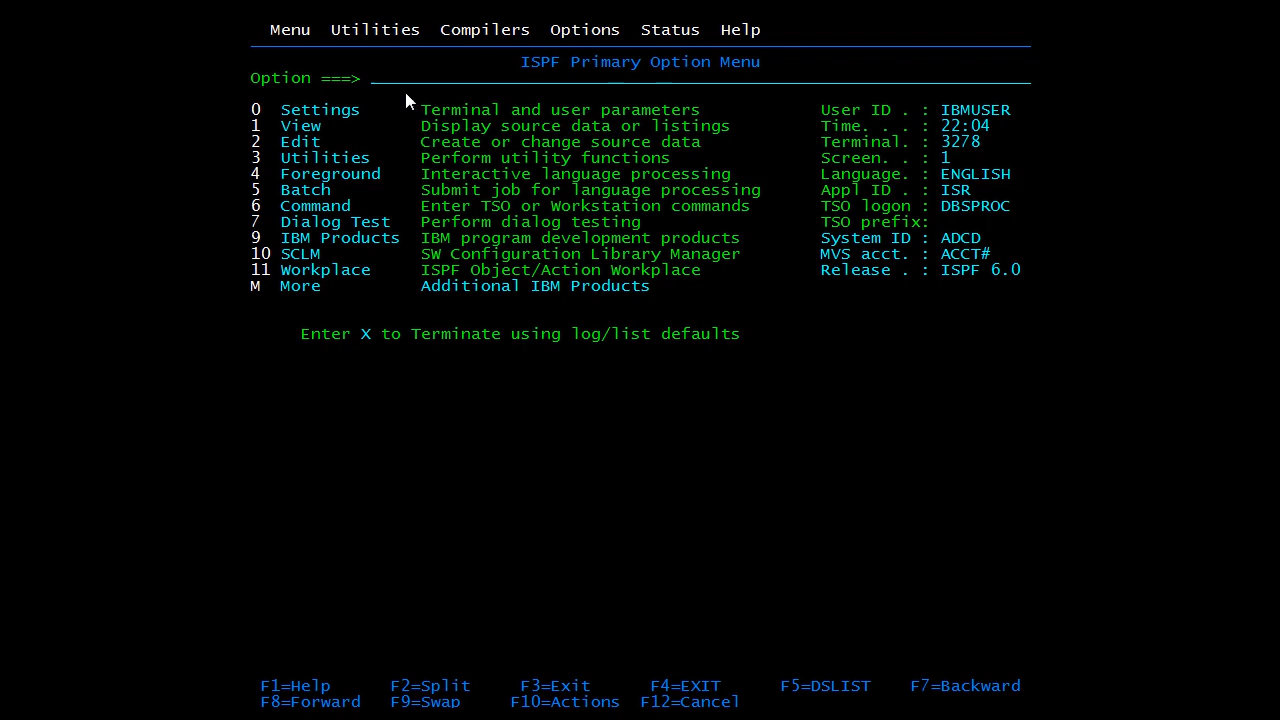 Menu  Utilities  Compilers  Options  Status  Help
ISPF Primary Option Menu
Option ===>
0  Settings      Terminal and user parameters            User ID . : IBMUSER
1  View          Display source data or listings         Time. . . : 22:04
2  Edit          Create or change source data            Terminal. : 3278
3  Utilities     Perform utility functions               Screen. . : 1
4  Foreground    Interactive language processing         Language. : ENGLISH
5  Batch         Submit job for language processing      Appl ID . : ISR
6  Command       Enter TSO or Workstation commands       TSO logon : DBSPROC
7  Dialog Test   Perform dialog testing                  TSO prefix:
9  IBM Products  IBM program development products        System ID : ADCD
10 SCLM          SW Configuration Library Manager        MVS acct. : ACCT#
11 Workplace     ISPF Object/Action Workplace            Release . : ISPF 6.0
M  More          Additional IBM Products
Enter X to Terminate using log/list defaults
F1=Help      F2=Split     F3=Exit      F4=EXIT      F5=DSLIST    F7=Backward
F8=Forward   F9=Swap     F10=Actions  F12=Cancel